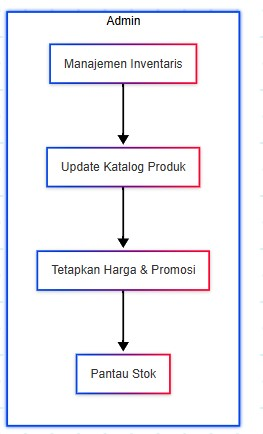 Admin
Manajemen Inventaris
Update Katalog Produk
Tetapkan Harga & Promosi
Pantau Stok